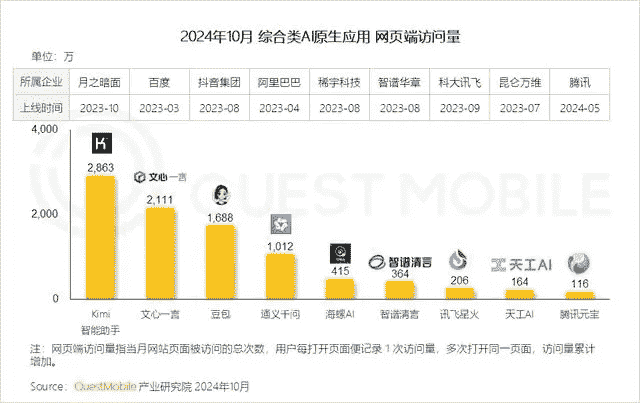 2024年10月 综合类AI原生应用 网页端访问量
单位：万
所属企业 月之暗面 百度 抖音集团 阿里巴巴 稀宇科技 智谱华章 科大讯飞 昆仑万维 腾讯
上线时间 2023-10 2023-03 2023-08 2023-04 2023-08 2023-08 2023-09 2023-07 2024-05
4,000
2,000
0
QUEST MOBILE
K
2,863
文心一言
2,111
1,688
1,012
415
智谱清言
364
206
天工AI
164
116
Kimi
智能助手
文心一言
豆包
通义千问
海螺AI
智谱清言
讯飞星火
天工AI
腾讯元宝
注：网页端访问量指当月网站页面被访问的总次数，用户每打开页面便记录 1 次访问量，多次打开同一页面，访问量累计
增加。
Source：QuestMobile 产业研究院 2024年10月